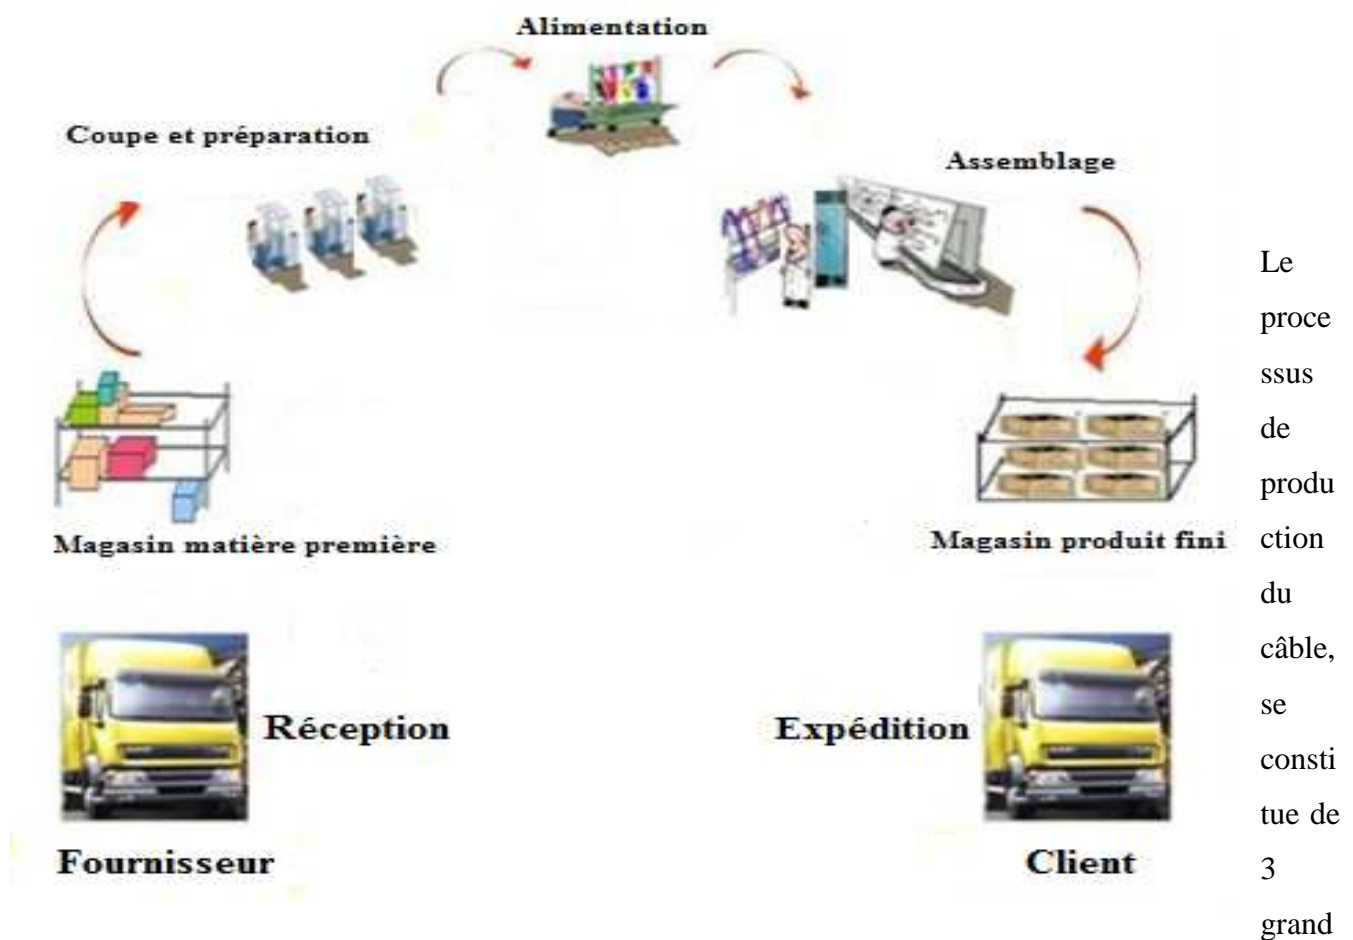 Alimentation
Coupe et préparation
Assemblage
Magasin matière première
Magasin produit fini
Réception
Expédition
Fournisseur
Client
Le
proce
ssus
de
produ
ction
du
câble,
se
consti
tue de
3
grand